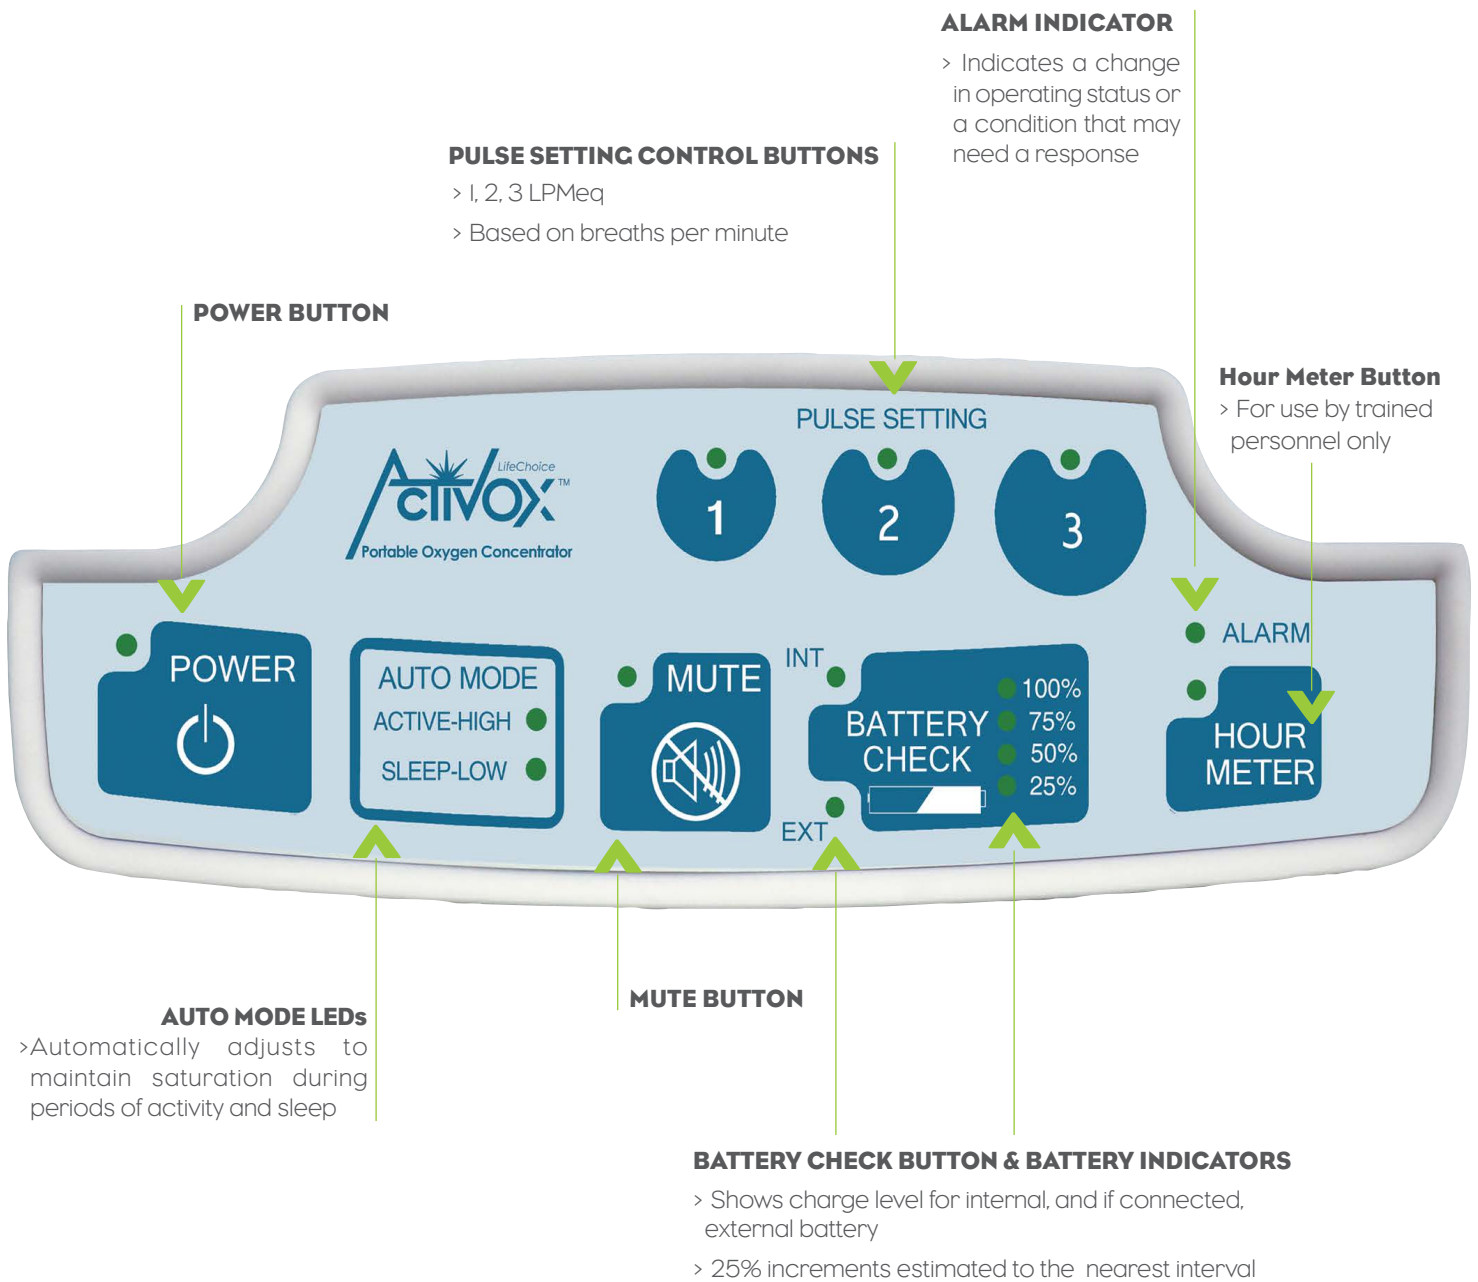 ALARM INDICATOR
> Indicates a change
in operating status or
a condition that may
need a response
PULSE SETTING CONTROL BUTTONS
> 1, 2, 3 LPMeq
> Based on breaths per minute
POWER BUTTON
Hour Meter Button
> For use by trained
personnel only
PULSE SETTING
LifeChoice
ActivOX™
Portable Oxygen Concentrator
1
2
3
ALARM
POWER
AUTO MODE
ACTIVE-HIGH
SLEEP-LOW
MUTE
INT
BATTERY
CHECK
EXT
100%
75%
50%
25%
HOUR
METER
MUTE BUTTON
AUTO MODE LEDs
>Automatically adjusts to
maintain saturation during
periods of activity and sleep
BATTERY CHECK BUTTON & BATTERY INDICATORS
> Shows charge level for internal, and if connected,
external battery
> 25% increments estimated to the nearest interval